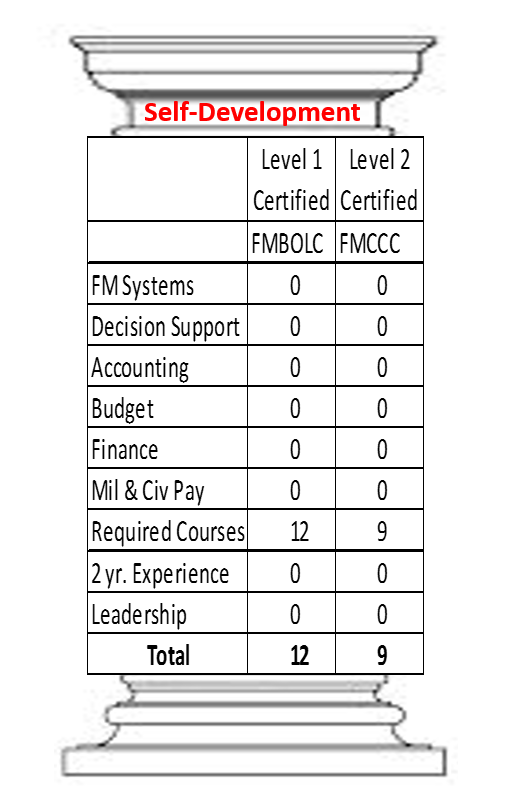 Self-Development
Level 1 Level 2
Certified Certified
FMBOLC FMCCC
FM Systems 0 0
Decision Support 0 0
Accounting 0 0
Budget 0 0
Finance 0 0
Mil & Civ Pay 0 0
Required Courses 12 9
2 yr. Experience 0 0
Leadership 0 0
Total 12 9